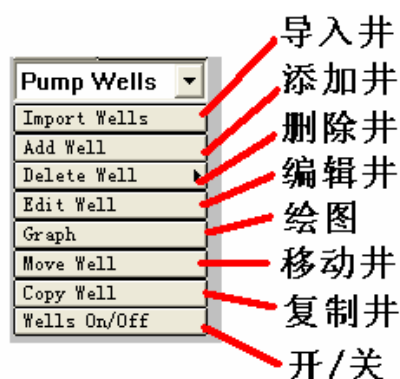 Pump Wells
Import Wells
Add Well
Delete Well
Edit Well
Graph
Move Well
Copy Well
Wells On/Off
导入井
添加井
删除井
编辑井
绘图
移动井
复制井
开/关